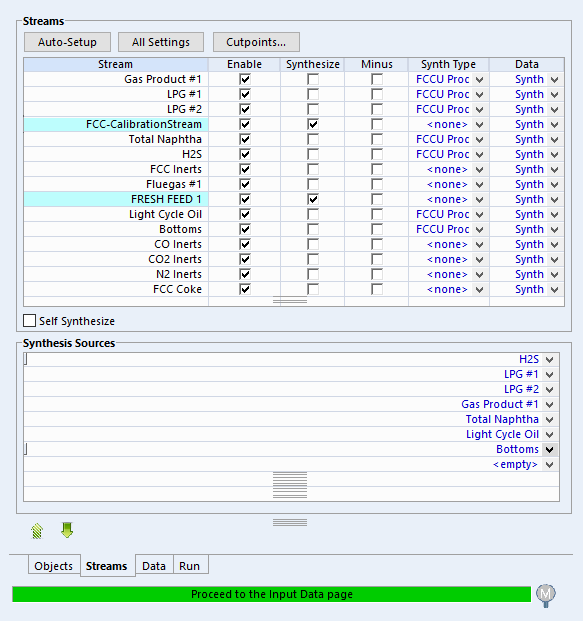 Streams
Auto-Setup All Settings Cutpoints...
Stream Enable Synthesize Minus Synth Type Data
Gas Product #1 FCCU Proc Synth
LPG #1 FCCU Proc Synth
LPG #2 FCCU Proc Synth
FCC-CalibrationStream <none> Synth
Total Naphtha FCCU Proc Synth
H2S FCCU Proc Synth
FCC Inerts <none> Synth
Fluegas #1 <none> Synth
FRESH FEED 1 <none> Synth
Light Cycle Oil FCCU Proc Synth
Bottoms FCCU Proc Synth
CO Inerts <none> Synth
CO2 Inerts <none> Synth
N2 Inerts <none> Synth
FCC Coke <none> Synth
Self Synthesize
Synthesis Sources
H2S
LPG #1
LPG #2
Gas Product #1
Total Naphtha
Light Cycle Oil
Bottoms
<empty>
Objects Streams Data Run
Proceed to the Input Data page M